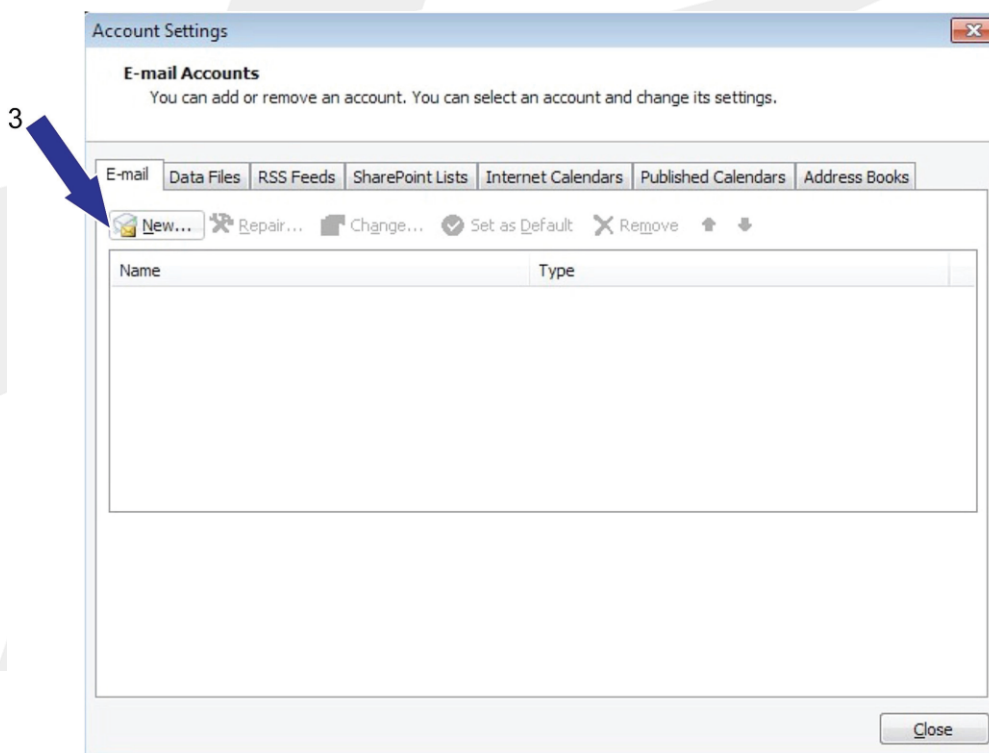 Account Settings
E-mail Accounts
You can add or remove an account. You can select an account and change its settings.
3
E-mail Data Files RSS Feeds SharePoint Lists Internet Calendars Published Calendars Address Books
New... Repair... Change... Set as Default Remove
Name Type
Close